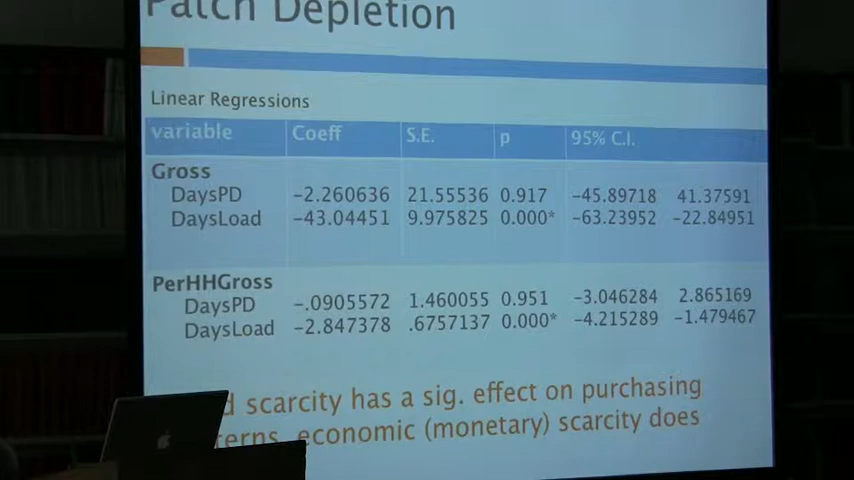 Patch Depletion
Linear Regressions
variable Coeff S.E. p 95% C.I.
Gross
DaysPD -2.260636 21.55536 0.917 -45.89718 41.37591
DaysLoad -43.04451 9.975825 0.000* -63.23952 -22.84951
PerHHGross
DaysPD -.0905572 1.460055 0.951 -3.046284 2.865169
DaysLoad -2.847378 .6757137 0.000* -4.215289 -1.479467
scarcity has a sig. effect on purchasing
economic (monetary) scarcity does